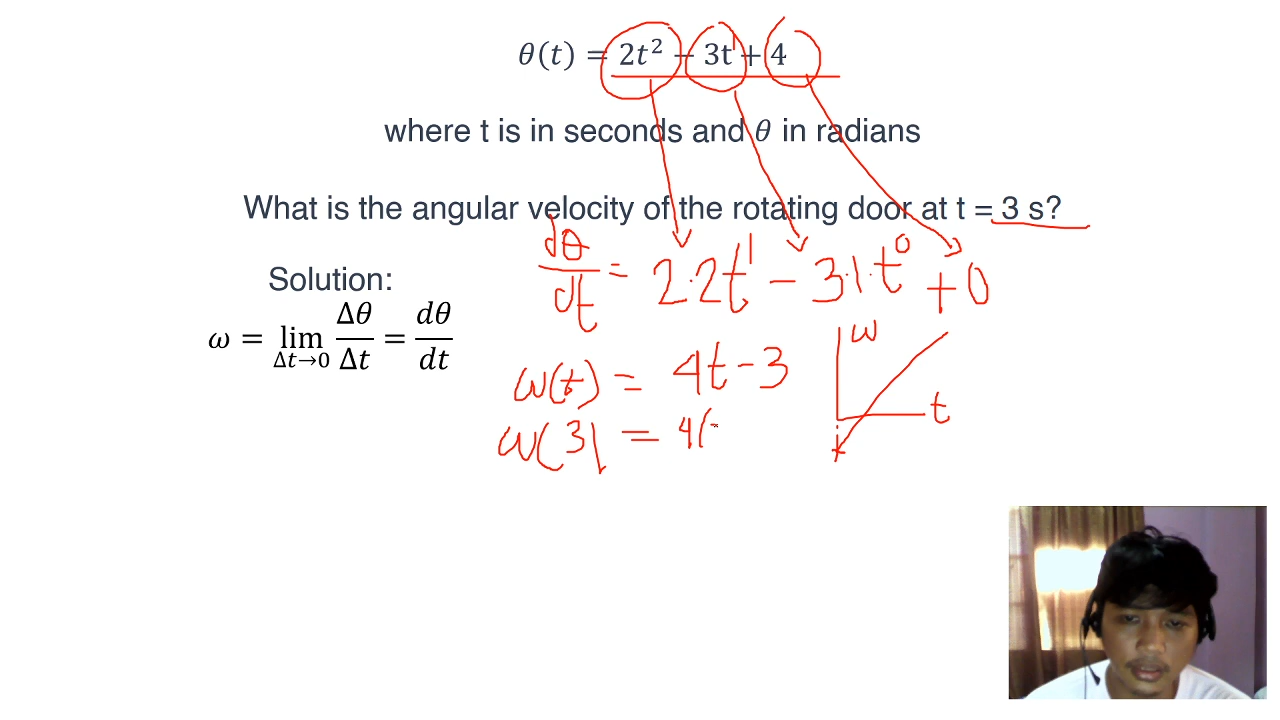 θ(t) = 2t² − 3t¹ + 4
where t is in seconds and θ in radians
What is the angular velocity of the rotating door at t = 3 s?
Solution:
ω = lim Δt→0 Δθ/Δt = dθ/dt
dθ/dt = 2·2t¹ − 3·1·t⁰ + 0
ω(t) = 4t − 3
ω(3) = 4(
ω
t